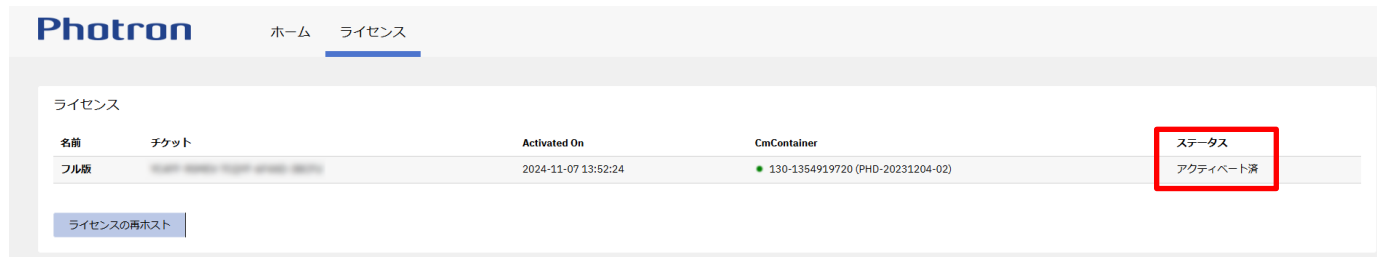 Photron ホーム ライセンス
ライセンス
名前 チケット Activated On CmContainer ステータス
フル版 2024-11-07 13:52:24 130-1354919720 (PHD-20231204-02) アクティベート済
ライセンスの再ホスト